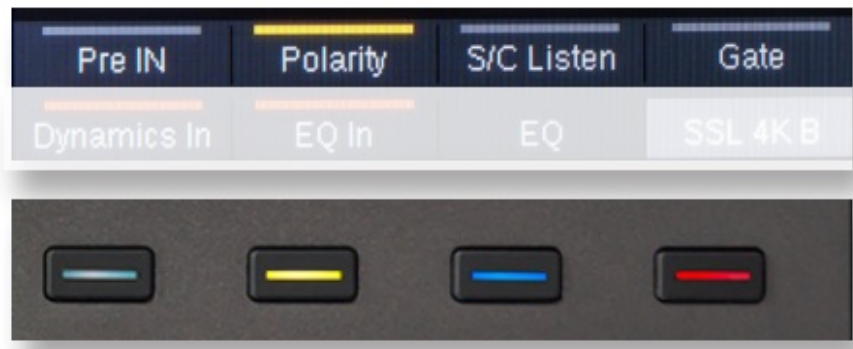 Pre IN Polarity S/C Listen Gate
Dynamics In EQ In EQ SSL 4K B